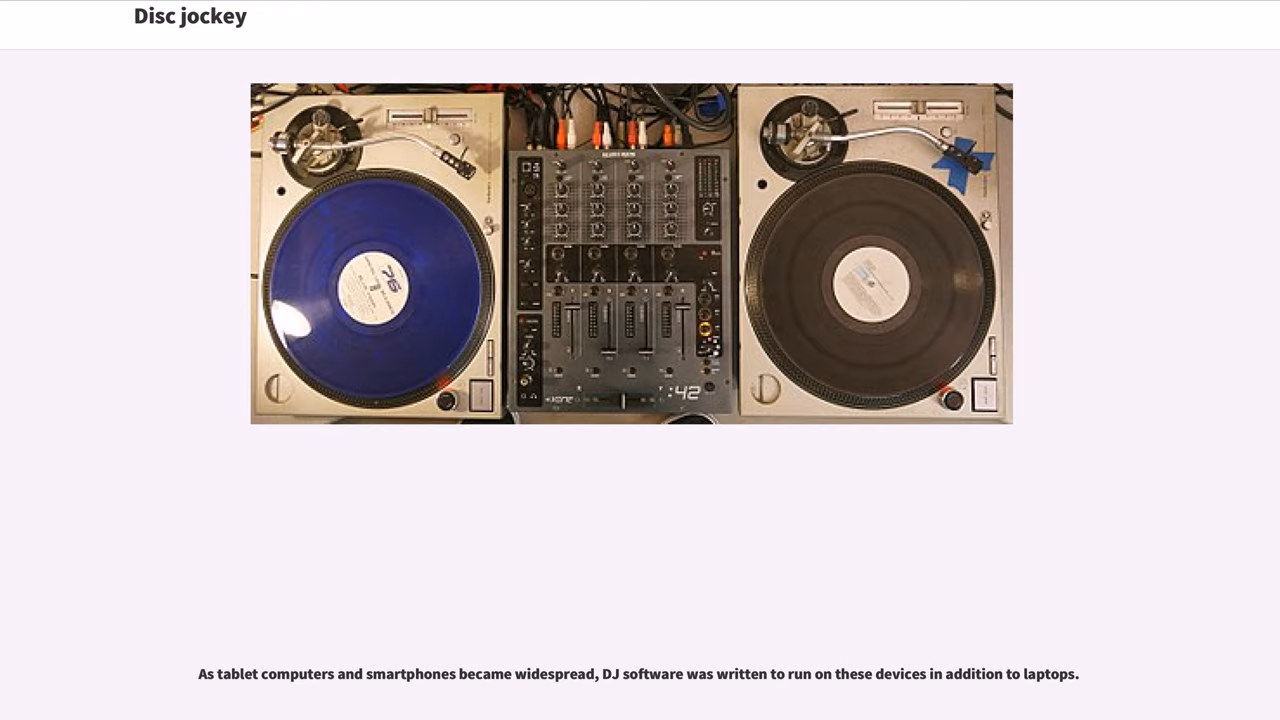 Disc jockey
:42
As tablet computers and smartphones became widespread, DJ software was written to run on these devices in addition to laptops.